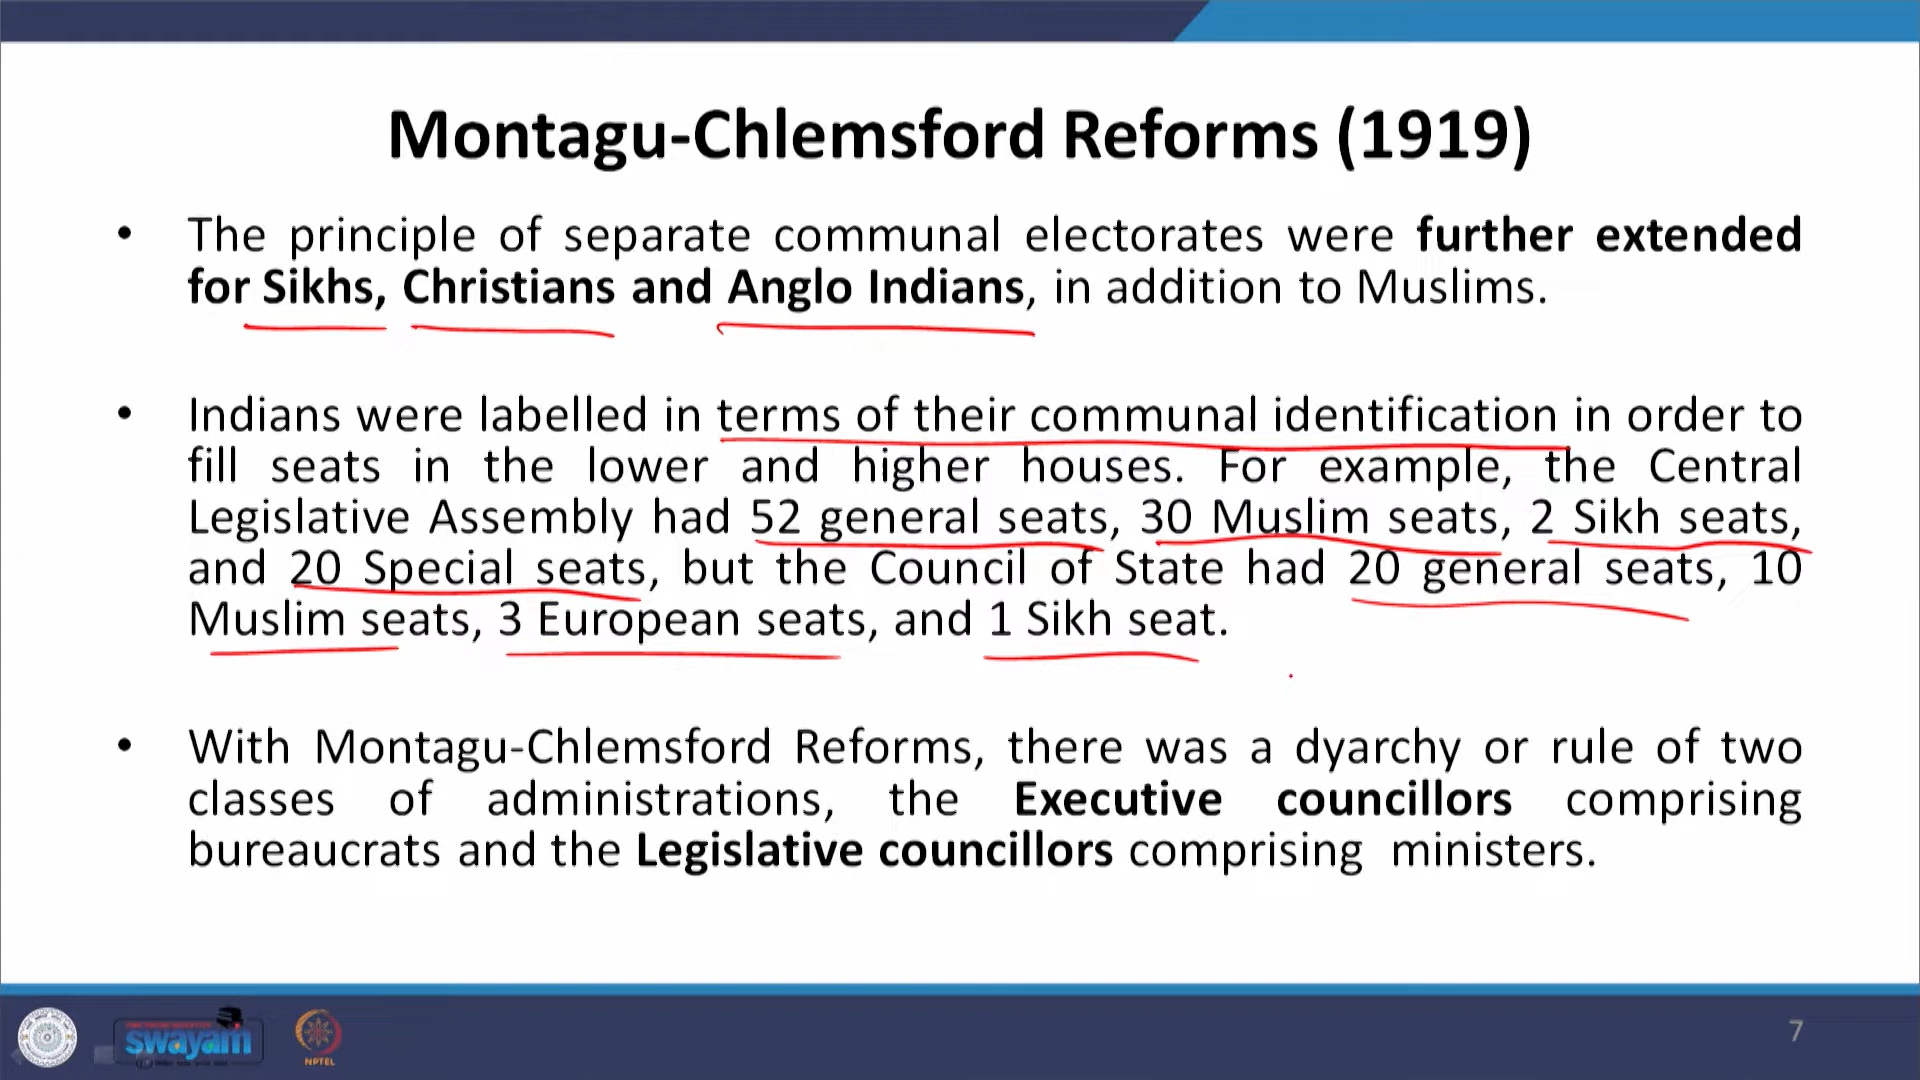 Montagu-Chlemsford Reforms (1919)
• The principle of separate communal electorates were further extended
for Sikhs, Christians and Anglo Indians, in addition to Muslims.
• Indians were labelled in terms of their communal identification in order to
fill seats in the lower and higher houses. For example, the Central
Legislative Assembly had 52 general seats, 30 Muslim seats, 2 Sikh seats,
and 20 Special seats, but the Council of State had 20 general seats, 10
Muslim seats, 3 European seats, and 1 Sikh seat.
• With Montagu-Chlemsford Reforms, there was a dyarchy or rule of two
classes of administrations, the Executive councillors comprising
bureaucrats and the Legislative councillors comprising ministers.
swayam
NPTEL
7